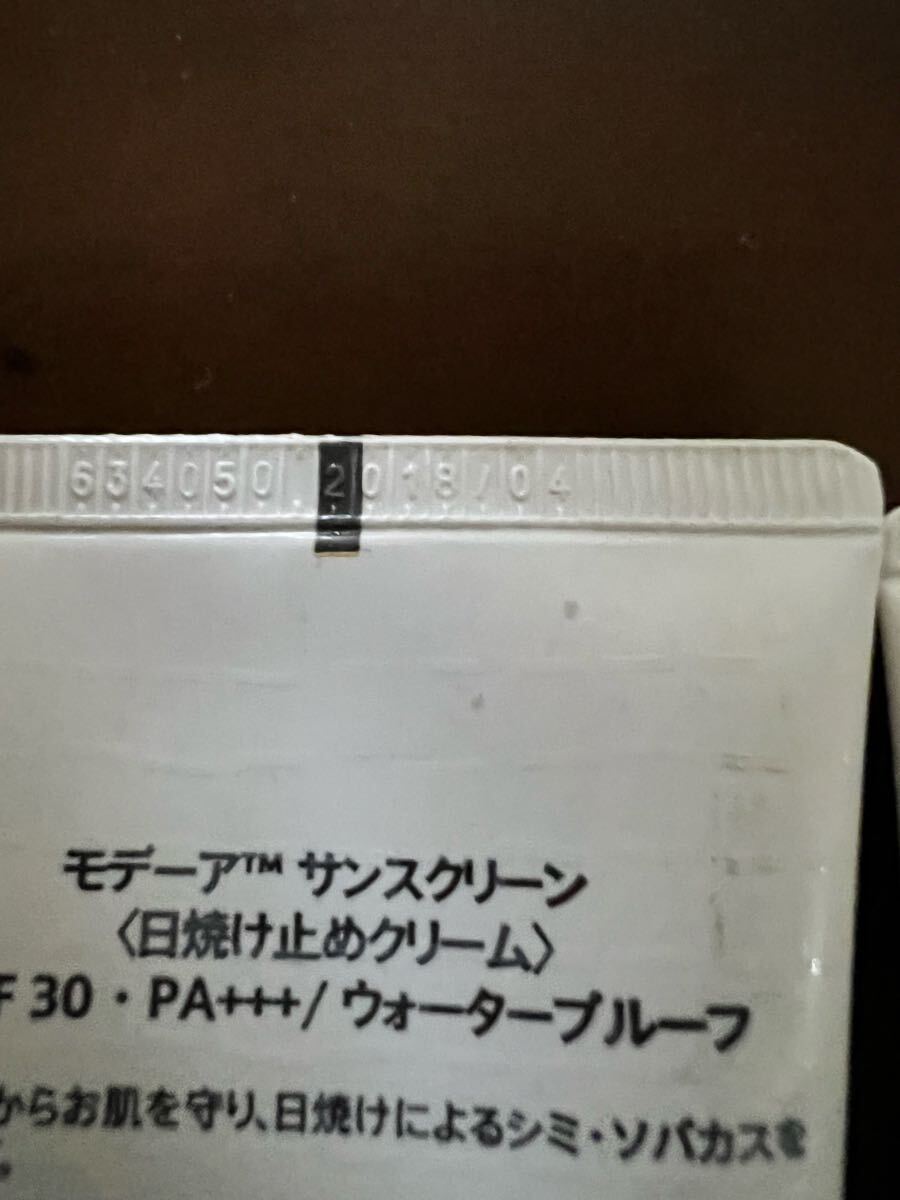 634050 2018/04
モデーア™ サンスクリーン
〈日焼け止めクリーム〉
F 30・PA+++/ウォータープルーフ
からお肌を守り、日焼けによるシミ・ソバカスを